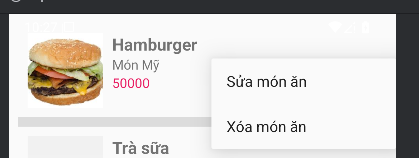 Hamburger
Món Mỹ
50000
Sửa món ăn
Xóa món ăn
Trà sữa